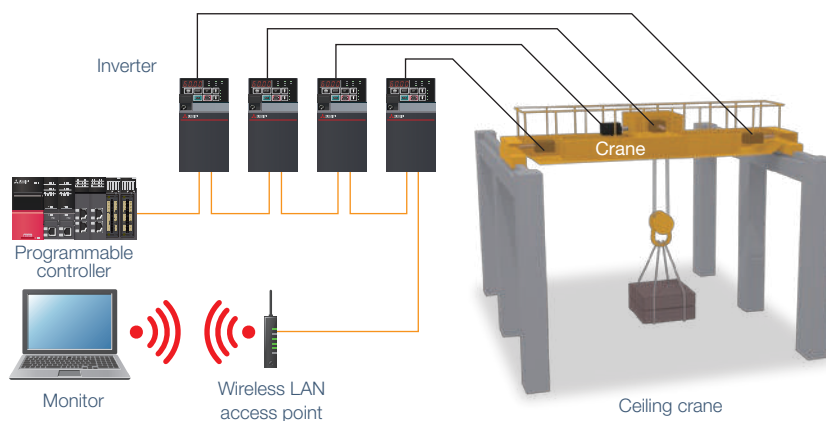 Inverter
Crane
Programmable
controller
Monitor
Wireless LAN
access point
Ceiling crane